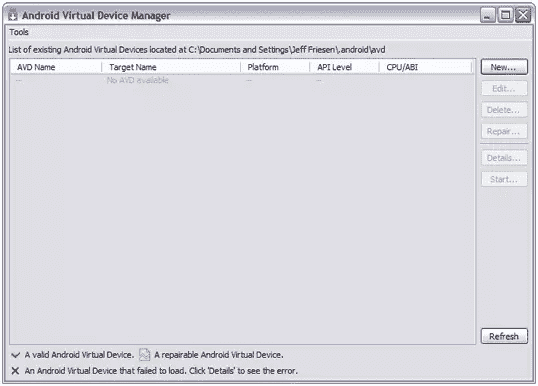 Android Virtual Device Manager
Tools
List of existing Android Virtual Devices located at C:\Documents and Settings\Jeff Friesen\.android\avd
AVD Name Target Name Platform API Level CPU/ABI New...
-- No AVD available -- --
Edit...
Delete...
Repair...
Details...
Start...
Refresh
A valid Android Virtual Device. A repairable Android Virtual Device.
An Android Virtual Device that failed to load. Click 'Details' to see the error.